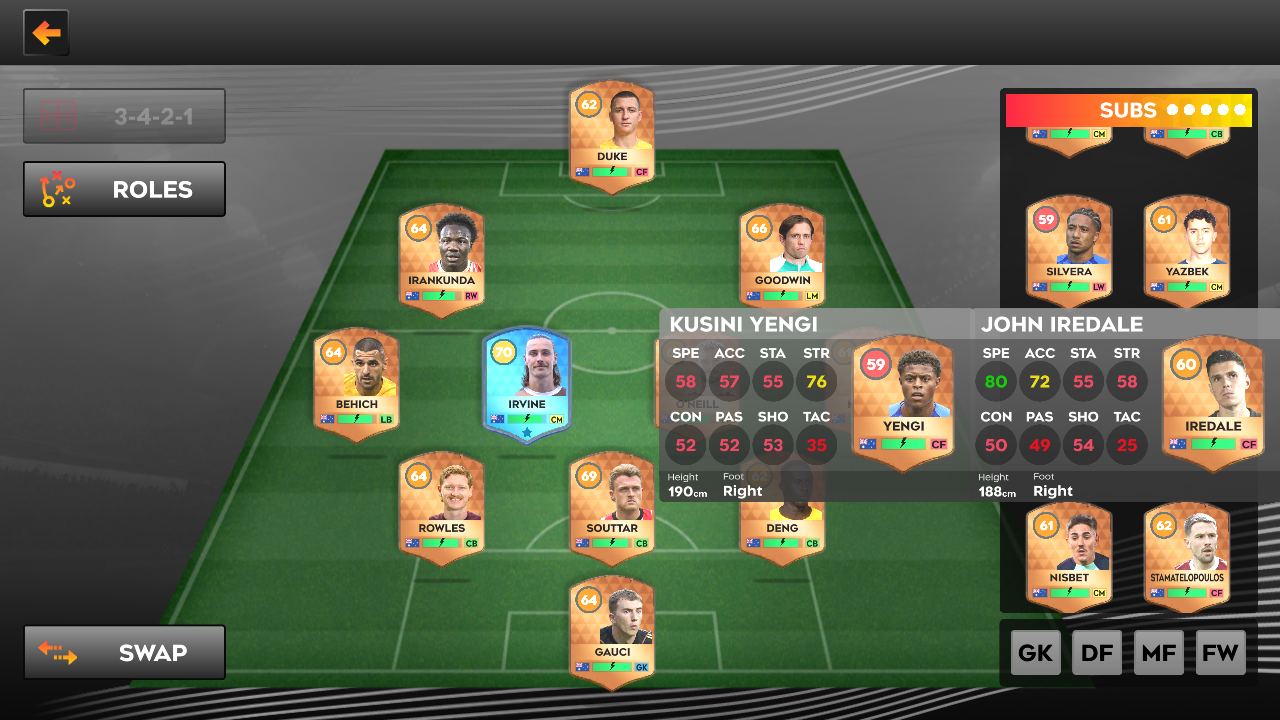 3-4-2-1
ROLES
SWAP
62
DUKE
CF
64
IRANKUNDA
RW
66
GOODWIN
LM
64
BEHICH
LB
70
IRVINE
CM
O'NEILL
64
ROWLES
CB
69
SOUTTAR
CB
62
DENG
CB
64
GAUCI
GK
SUBS
CM
CB
59
SILVERA
LW
61
YAZBEK
CM
KUSINI YENGI
SPE ACC STA STR
58 57 55 76
CON PAS SHO TAC
52 52 53 35
Height Foot
190cm Right
59
YENGI
CF
JOHN IREDALE
SPE ACC STA STR
80 72 55 58
CON PAS SHO TAC
50 49 54 25
Height Foot
188cm Right
60
IREDALE
CF
61
NISBET
CM
62
STAMATELOPOULOS
CF
GK DF MF FW